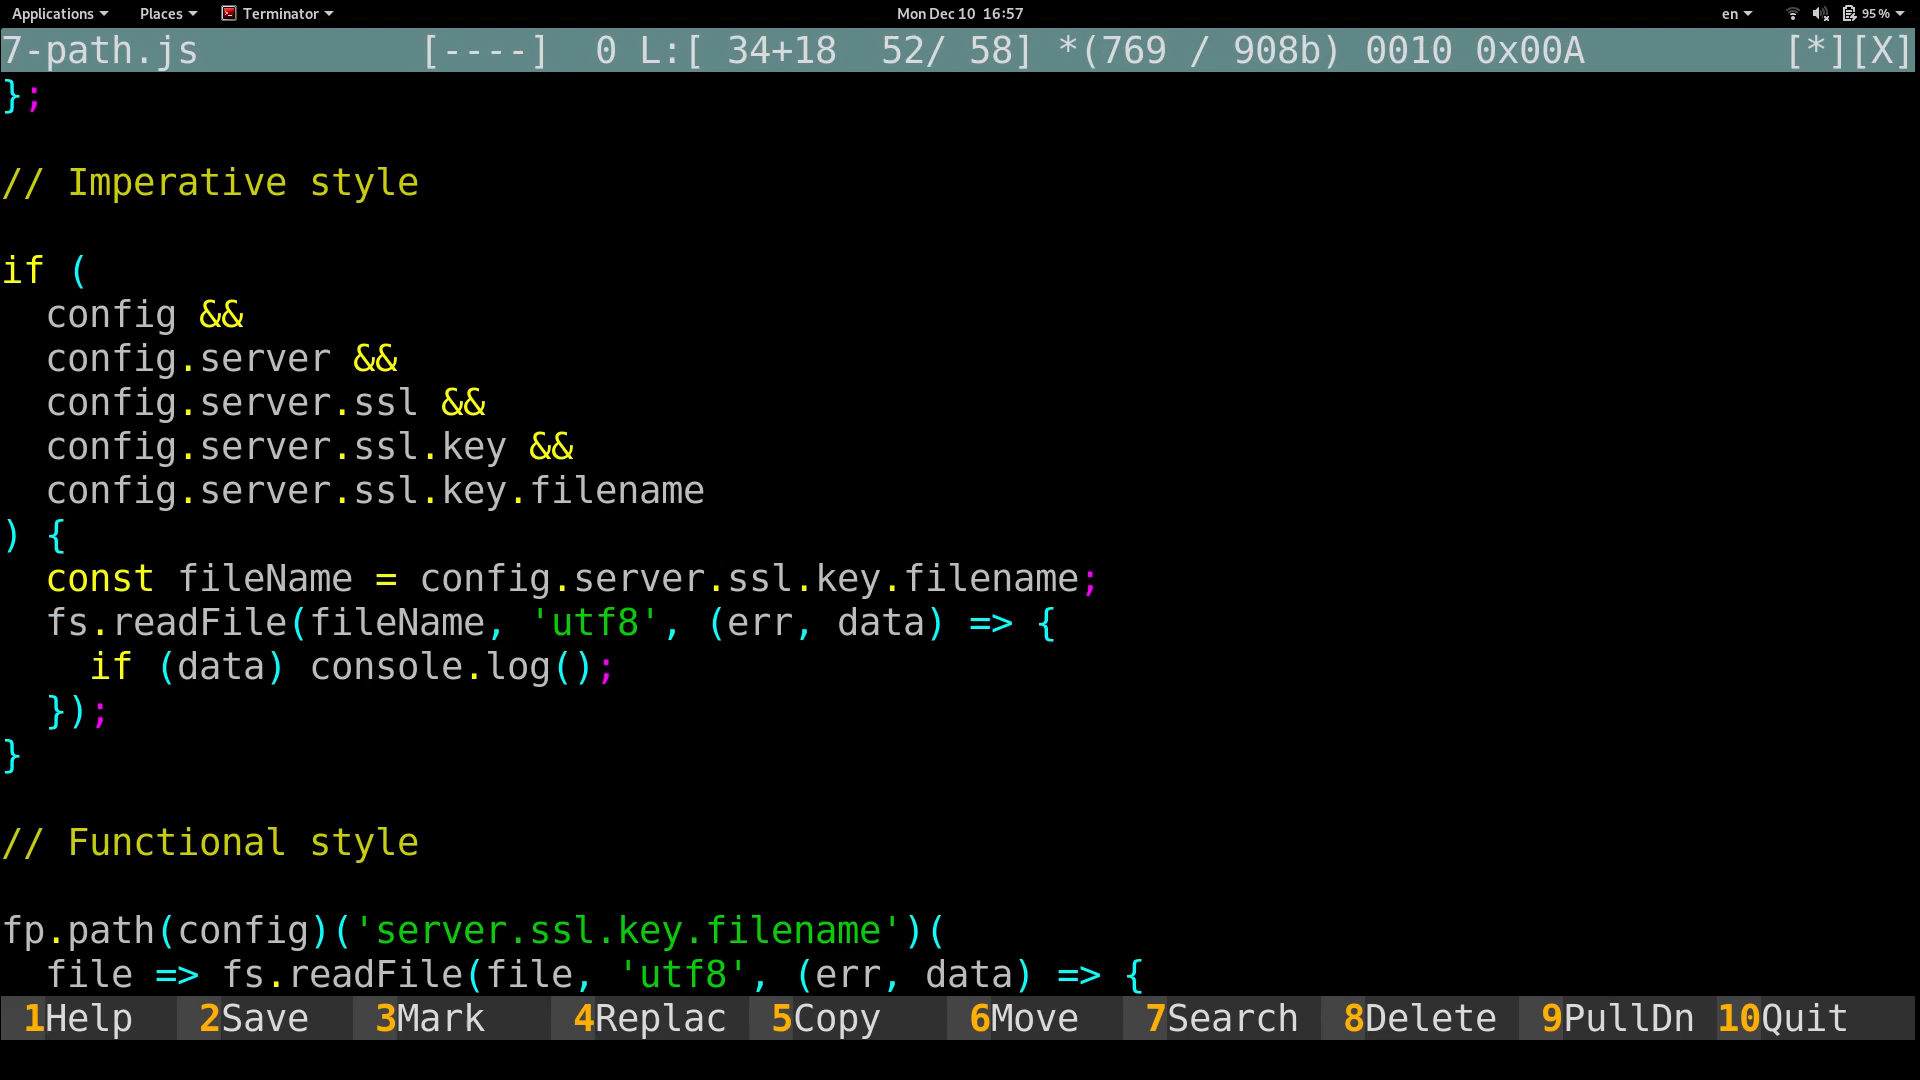 Applications Places Terminator Mon Dec 10 16:57 en 95%
7-path.js [----] 0 L:[ 34+18 52/ 58] *(769 / 908b) 0010 0x00A [*][X]
};
// Imperative style
if (
  config &&
  config.server &&
  config.server.ssl &&
  config.server.ssl.key &&
  config.server.ssl.key.filename
) {
  const fileName = config.server.ssl.key.filename;
  fs.readFile(fileName, 'utf8', (err, data) => {
    if (data) console.log();
  });
}
// Functional style
fp.path(config)('server.ssl.key.filename')(
  file => fs.readFile(file, 'utf8', (err, data) => {
1Help 2Save 3Mark 4Replac 5Copy 6Move 7Search 8Delete 9PullDn 10Quit